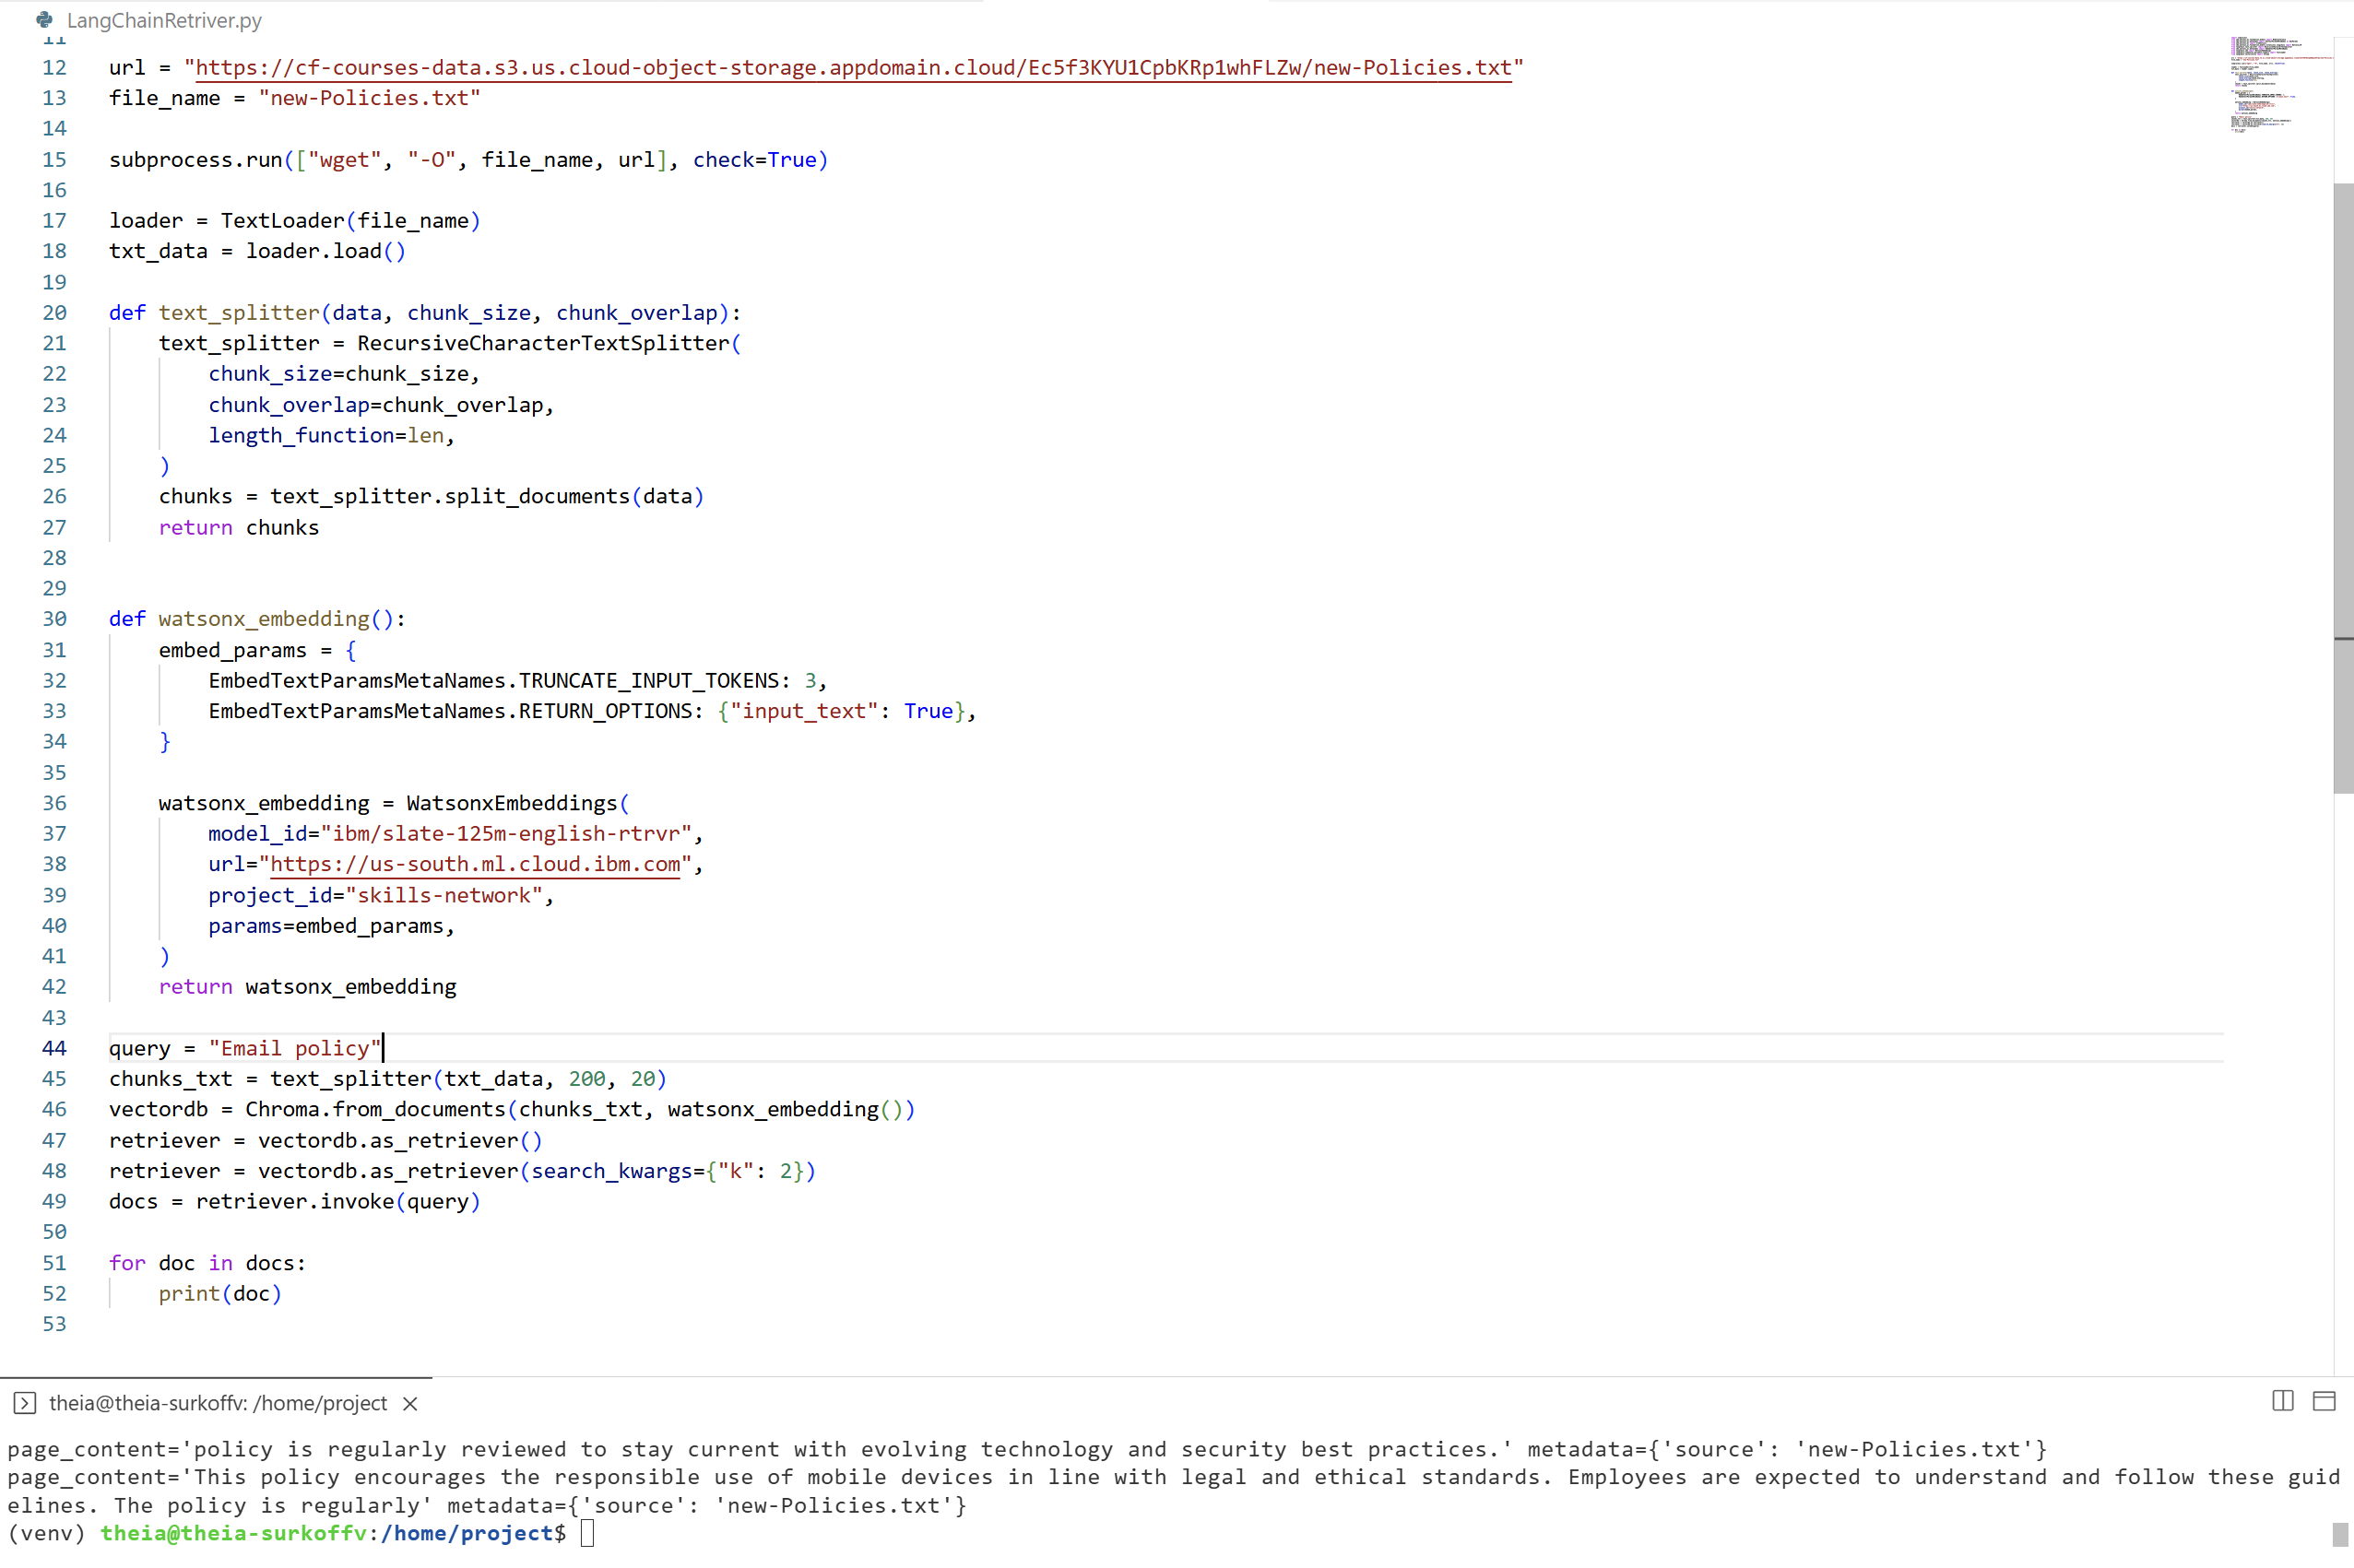 LangChainRetriver.py
11
12 url = "https://cf-courses-data.s3.us.cloud-object-storage.appdomain.cloud/Ec5f3KYU1CpbKRp1whFLZw/new-Policies.txt"
13 file_name = "new-Policies.txt"
14
15 subprocess.run(["wget", "-O", file_name, url], check=True)
16
17 loader = TextLoader(file_name)
18 txt_data = loader.load()
19
20 def text_splitter(data, chunk_size, chunk_overlap):
21     text_splitter = RecursiveCharacterTextSplitter(
22         chunk_size=chunk_size,
23         chunk_overlap=chunk_overlap,
24         length_function=len,
25     )
26     chunks = text_splitter.split_documents(data)
27     return chunks
28
29
30 def watsonx_embedding():
31     embed_params = {
32         EmbedTextParamsMetaNames.TRUNCATE_INPUT_TOKENS: 3,
33         EmbedTextParamsMetaNames.RETURN_OPTIONS: {"input_text": True},
34     }
35
36     watsonx_embedding = WatsonxEmbeddings(
37         model_id="ibm/slate-125m-english-rtrvr",
38         url="https://us-south.ml.cloud.ibm.com",
39         project_id="skills-network",
40         params=embed_params,
41     )
42     return watsonx_embedding
43
44 query = "Email policy"
45 chunks_txt = text_splitter(txt_data, 200, 20)
46 vectordb = Chroma.from_documents(chunks_txt, watsonx_embedding())
47 retriever = vectordb.as_retriever()
48 retriever = vectordb.as_retriever(search_kwargs={"k": 2})
49 docs = retriever.invoke(query)
50
51 for doc in docs:
52     print(doc)
53
theia@theia-surkoffv: /home/project
page_content='policy is regularly reviewed to stay current with evolving technology and security best practices.' metadata={'source': 'new-Policies.txt'}
page_content='This policy encourages the responsible use of mobile devices in line with legal and ethical standards. Employees are expected to understand and follow these guid
elines. The policy is regularly' metadata={'source': 'new-Policies.txt'}
(venv) theia@theia-surkoffv:/home/project$